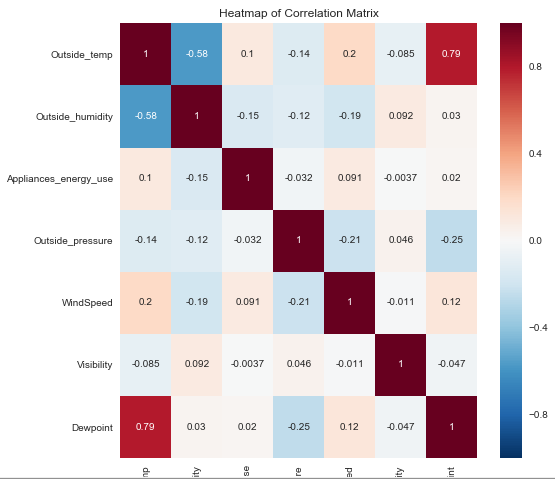 Heatmap of Correlation Matrix
Outside_temp 1 -0.58 0.1 -0.14 0.2 -0.085 0.79
Outside_humidity -0.58 1 -0.15 -0.12 -0.19 0.092 0.03
Appliances_energy_use 0.1 -0.15 1 -0.032 0.091 -0.0037 0.02
Outside_pressure -0.14 -0.12 -0.032 1 -0.21 0.046 -0.25
WindSpeed 0.2 -0.19 0.091 -0.21 1 -0.011 0.12
Visibility -0.085 0.092 -0.0037 0.046 -0.011 1 -0.047
Dewpoint 0.79 0.03 0.02 -0.25 0.12 -0.047 1
0.8
0.4
0.0
−0.4
−0.8